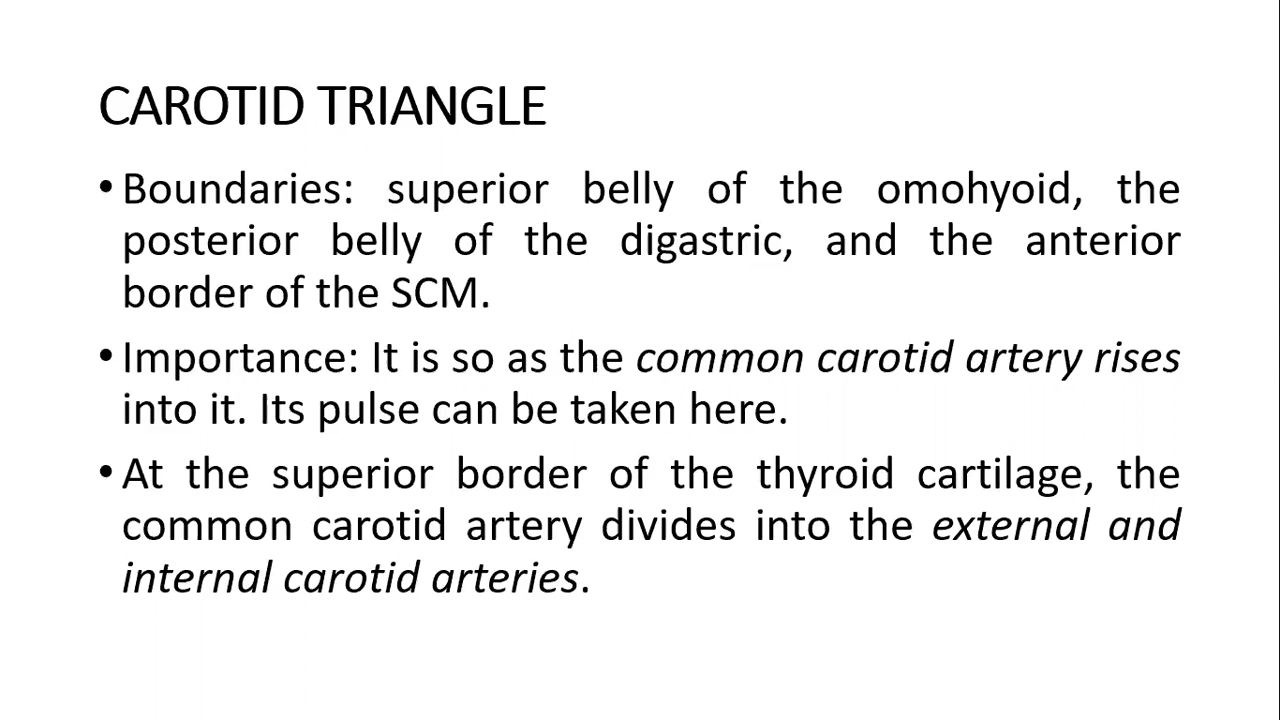 CAROTID TRIANGLE
•Boundaries: superior belly of the omohyoid, the
posterior belly of the digastric, and the anterior
border of the SCM.
•Importance: It is so as the common carotid artery rises
into it. Its pulse can be taken here.
•At the superior border of the thyroid cartilage, the
common carotid artery divides into the external and
internal carotid arteries.